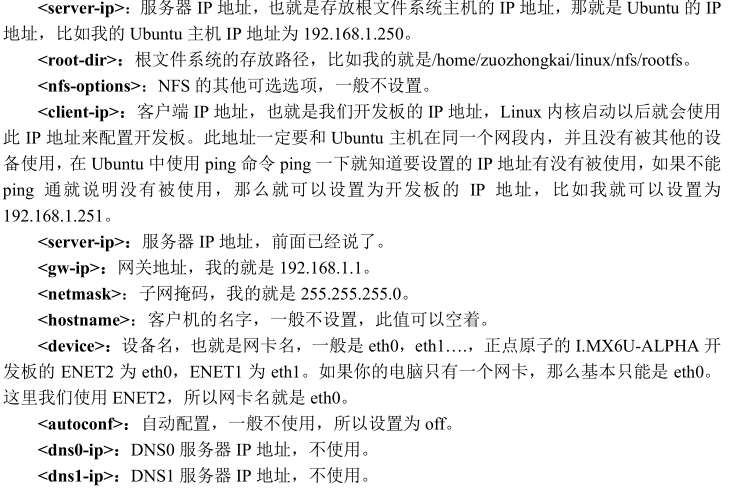 <server-ip>：服务器 IP 地址，也就是存放根文件系统主机的 IP 地址，那就是 Ubuntu 的 IP
地址，比如我的 Ubuntu 主机 IP 地址为 192.168.1.250。
<root-dir>：根文件系统的存放路径，比如我的就是/home/zuozhongkai/linux/nfs/rootfs。
<nfs-options>：NFS 的其他可选选项，一般不设置。
<client-ip>：客户端 IP 地址，也就是我们开发板的 IP 地址，Linux 内核启动以后就会使用
此 IP 地址来配置开发板。此地址一定要和 Ubuntu 主机在同一个网段内，并且没有被其他的设
备使用，在 Ubuntu 中使用 ping 命令 ping 一下就知道要设置的 IP 地址有没有被使用，如果不能
ping 通就说明没有被使用，那么就可以设置为开发板的 IP 地址，比如我就可以设置为
192.168.1.251。
<server-ip>：服务器 IP 地址，前面已经说了。
<gw-ip>：网关地址，我的就是 192.168.1.1。
<netmask>：子网掩码，我的就是 255.255.255.0。
<hostname>：客户机的名字，一般不设置，此值可以空着。
<device>：设备名，也就是网卡名，一般是 eth0，eth1….，正点原子的 I.MX6U-ALPHA 开
发板的 ENET2 为 eth0，ENET1 为 eth1。如果你的电脑只有一个网卡，那么基本只能是 eth0。
这里我们使用 ENET2，所以网卡名就是 eth0。
<autoconf>：自动配置，一般不使用，所以设置为 off。
<dns0-ip>：DNS0 服务器 IP 地址，不使用。
<dns1-ip>：DNS1 服务器 IP 地址，不使用。